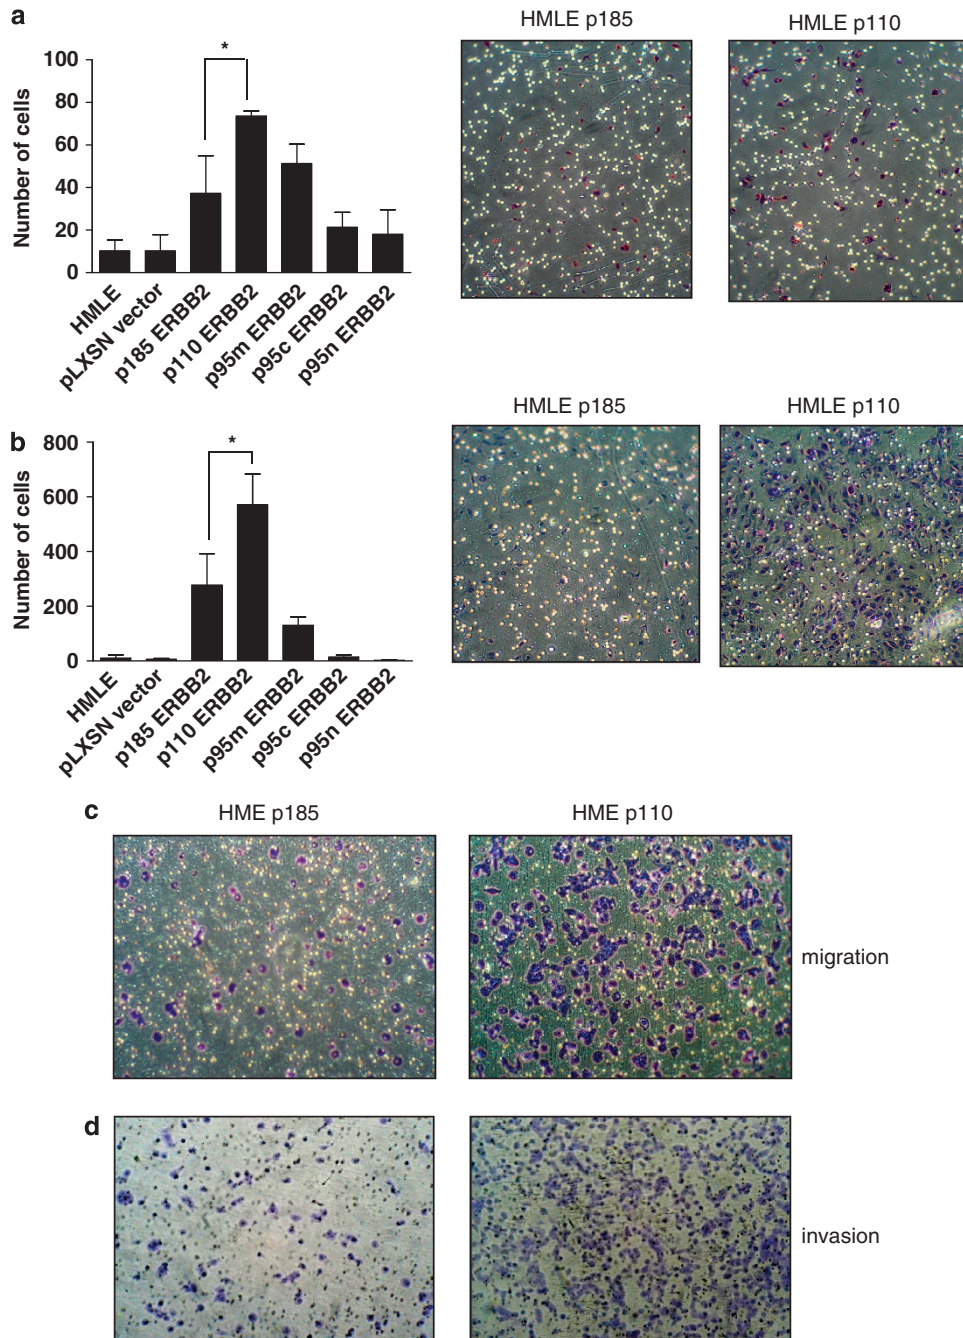 a
Number of cells
100
80
60
40
20
0
*
HMLE
pLXSN vector
p185 ERBB2
p110 ERBB2
p95m ERBB2
p95c ERBB2
p95n ERBB2
HMLE p185
HMLE p110
b
Number of cells
800
600
400
200
0
*
HMLE
pLXSN vector
p185 ERBB2
p110 ERBB2
p95m ERBB2
p95c ERBB2
p95n ERBB2
HMLE p185
HMLE p110
c
HME p185
HME p110
migration
d
invasion